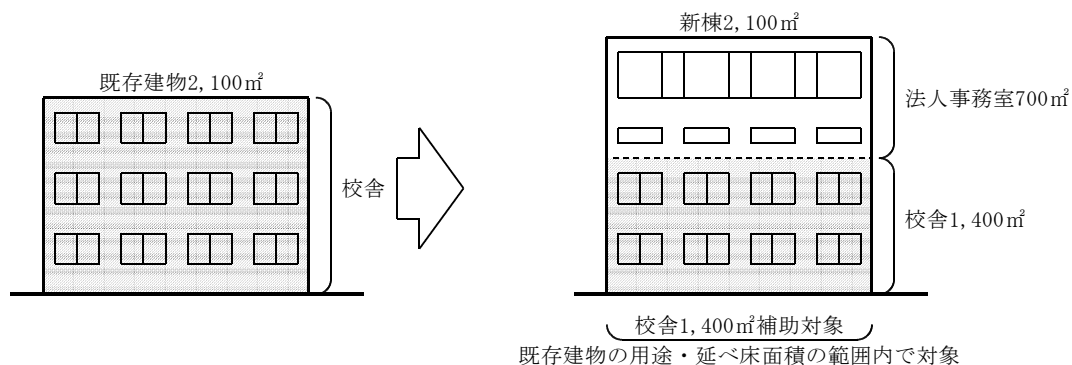 既存建物2,100㎡
校舎
新棟2,100㎡
法人事務室700㎡
校舎1,400㎡
校舎1,400㎡補助対象
既存建物の用途・延べ床面積の範囲内で対象